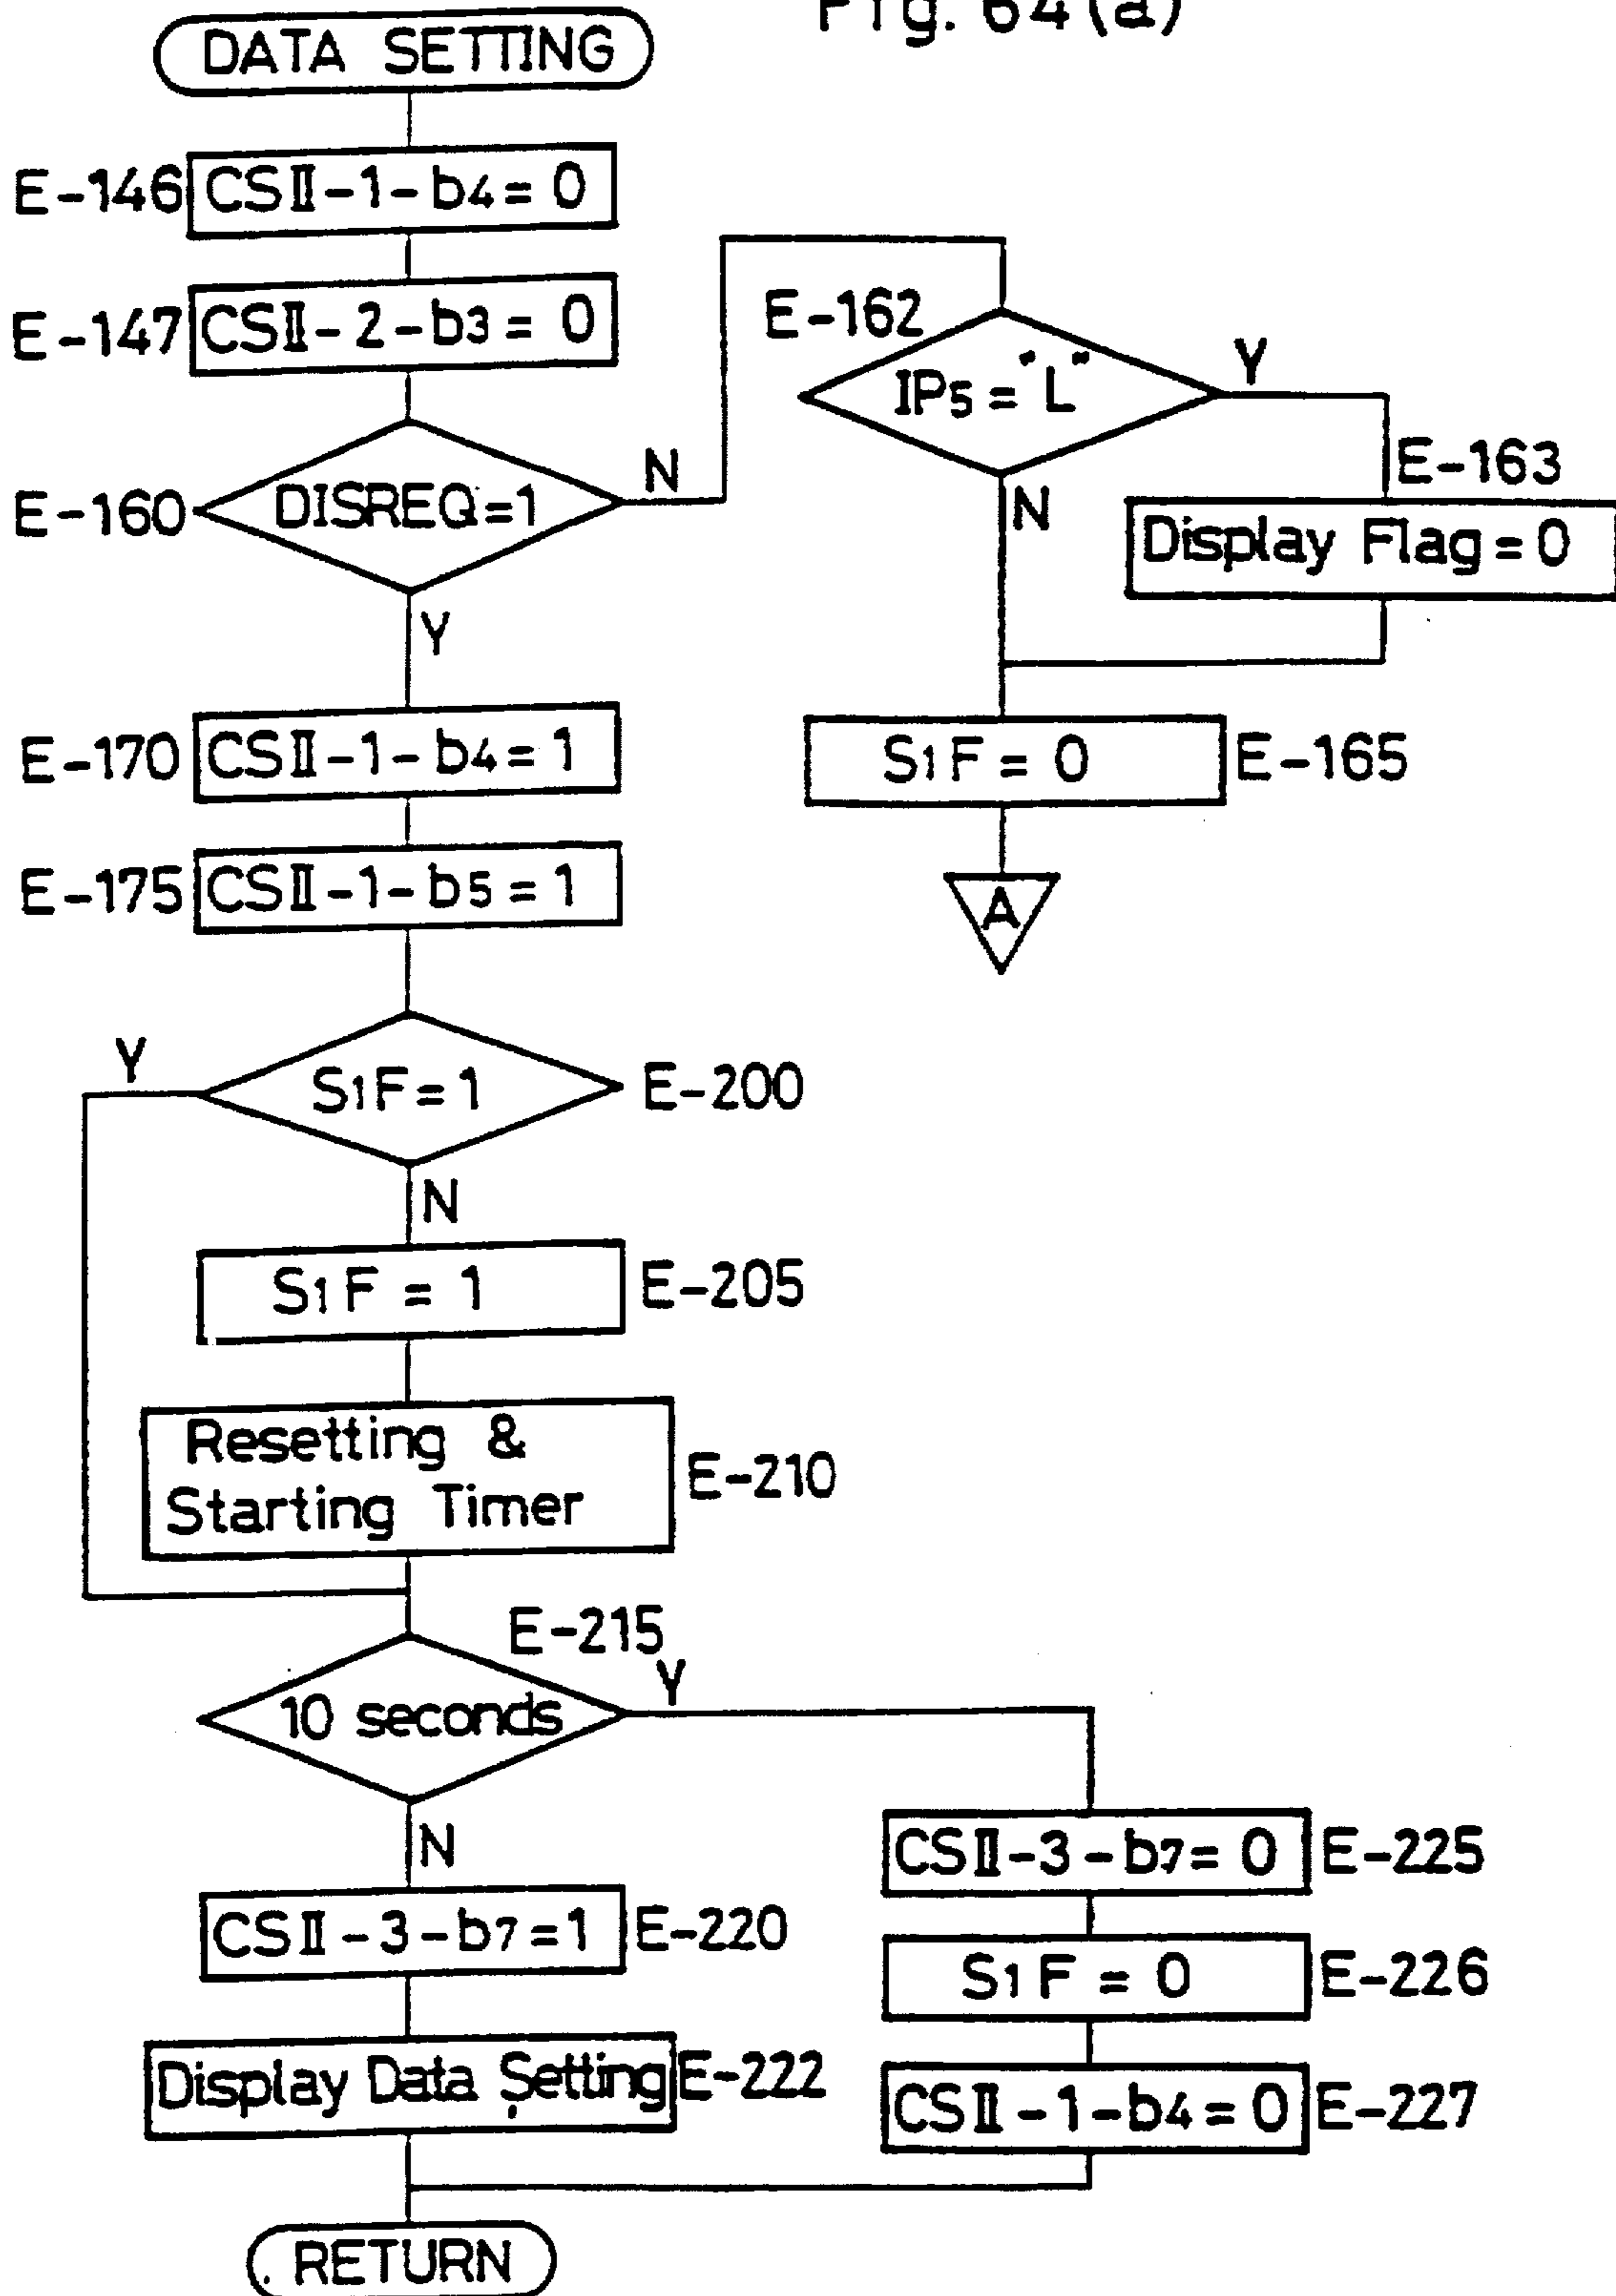 Fig. 64 (a)
DATA SETTING
E-146 CSII-1-b4=0
E-147 CSII-2-b3=0
E-160 DISREQ=1
N
Y
E-162
IP5="L"
Y
N
E-163
Display Flag=0
S1F=0 E-165
A
E-170 CSII-1-b4=1
E-175 CSII-1-b5=1
Y
S1F=1 E-200
N
S1F=1 E-205
Resetting &
Starting Timer
E-210
E-215
10 seconds
Y
N
CSII-3-b7=1 E-220
Display Data Setting E-222
CSII-3-b7=0 E-225
S1F=0 E-226
CSII-1-b4=0 E-227
RETURN